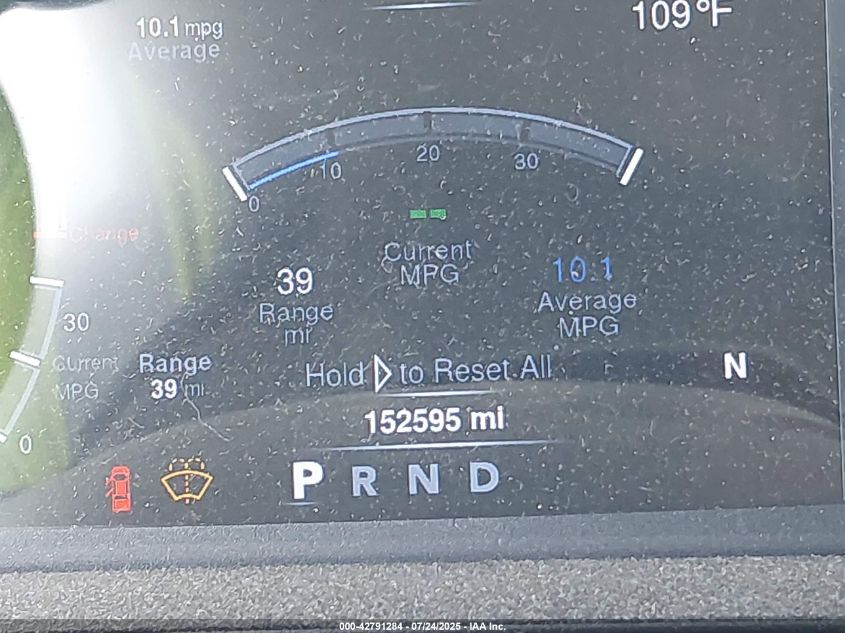 10.1 mpg
Average
109°F
0 10 20 30
Change
Current
MPG
39
Range
mi
10.1
Average
MPG
30
Current
MPG
0
Range
39 mi
Hold ▷ to Reset All
N
152595 mi
P R N D
000-42791284 - 07/24/2025 - IAA Inc.